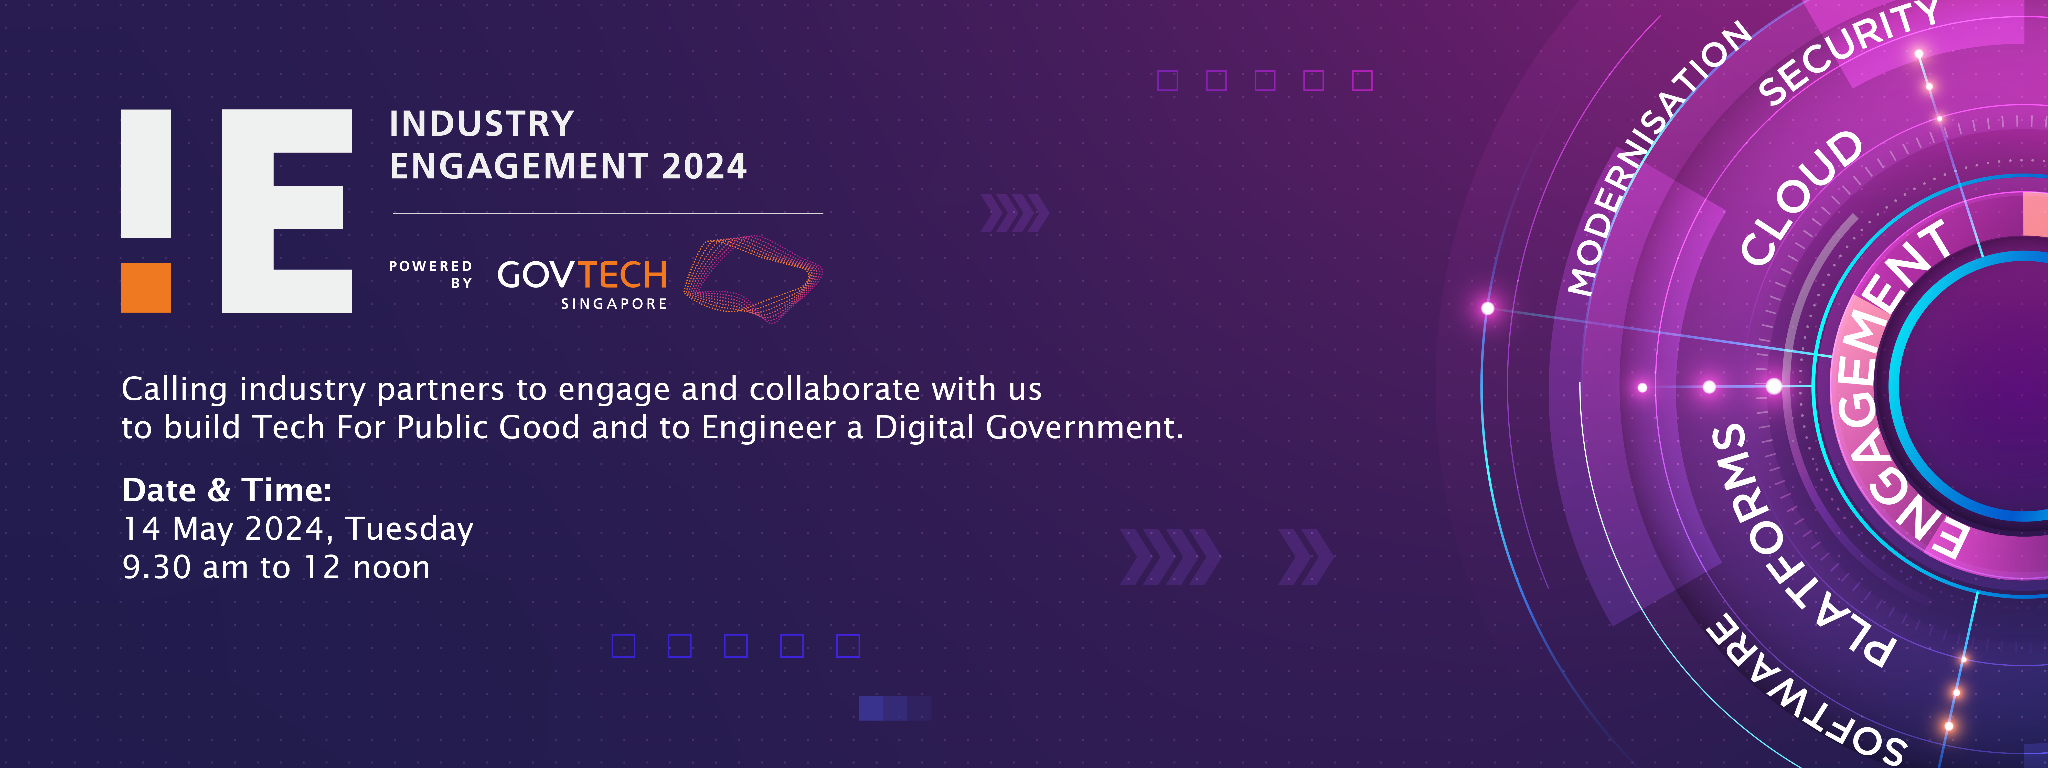 IE
INDUSTRY
ENGAGEMENT 2024
POWERED
BY
GOVTECH
SINGAPORE
Calling industry partners to engage and collaborate with us
to build Tech For Public Good and to Engineer a Digital Government.
Date & Time:
14 May 2024, Tuesday
9.30 am to 12 noon
MODERNISATION
SECURITY
CLOUD
ENGAGEMENT
PLATFORMS
SOFTWARE